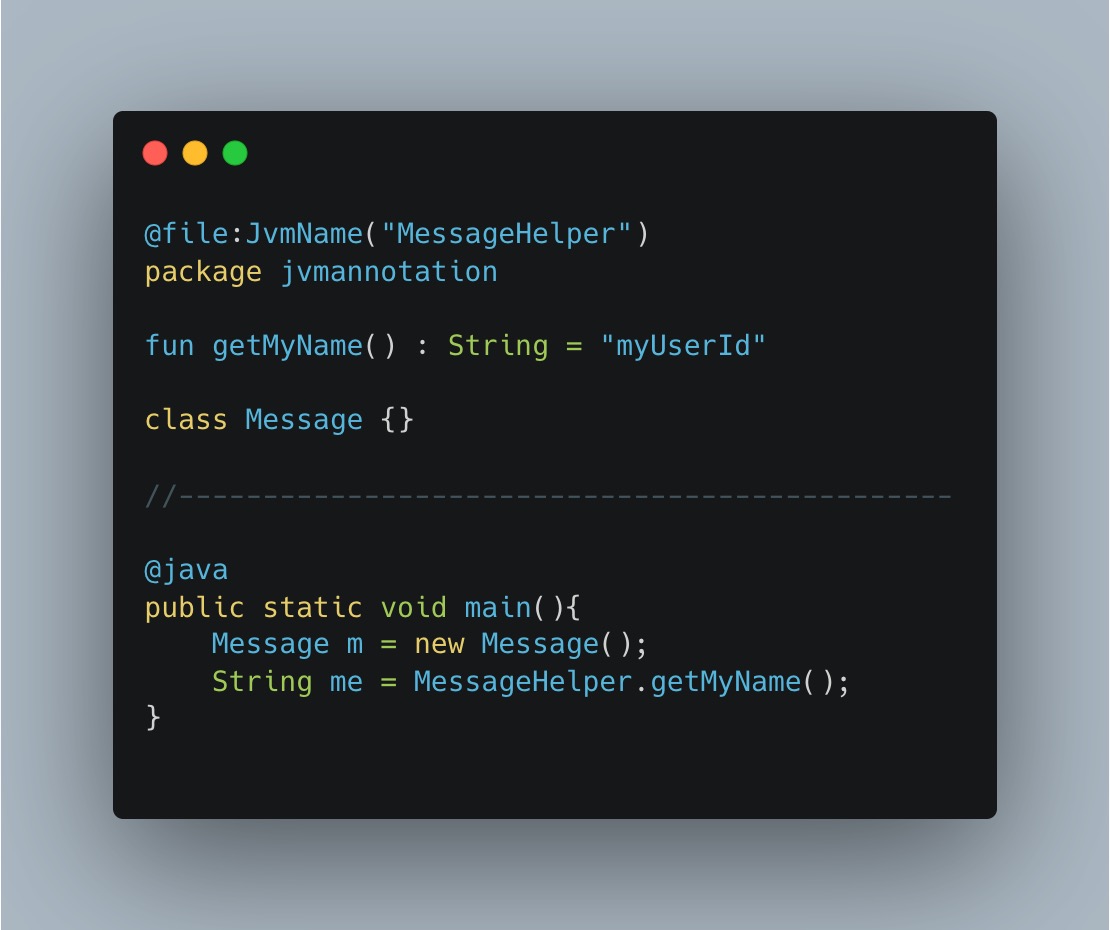 @file:JvmName("MessageHelper")
package jvmannotation
fun getMyName() : String = "myUserId"
class Message {}
//----------------------------------------------
@java
public static void main(){
    Message m = new Message();
    String me = MessageHelper.getMyName();
}